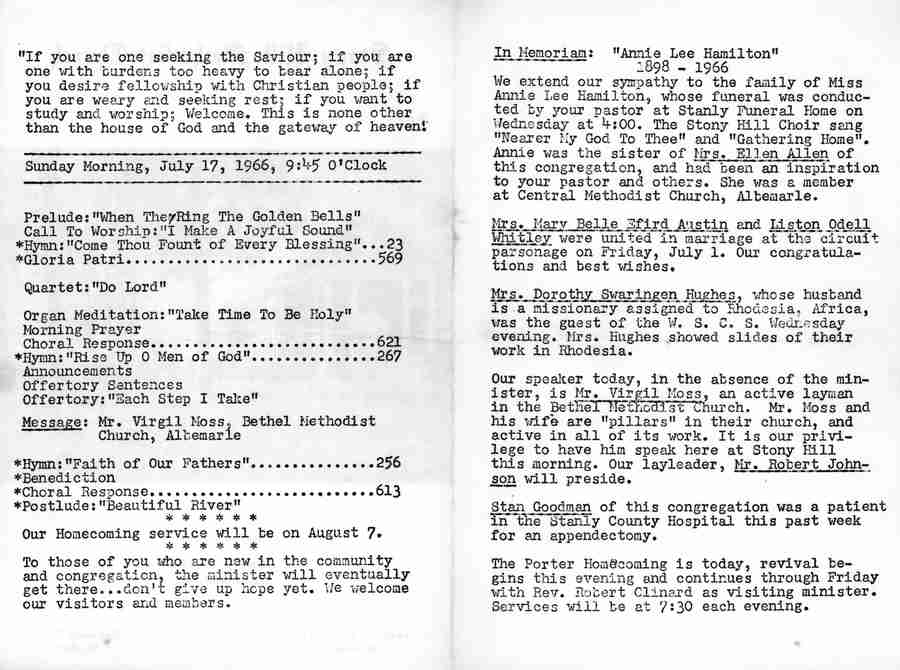 "If you are one seeking the Saviour; if you are
one with burdens too heavy to bear alone; if
you desire fellowship with Christian people; if
you are weary and seeking rest; if you want to
study and worship; Welcome. This is none other
than the house of God and the gateway of heaven!
Sunday Morning, July 17, 1966, 9:45 O'Clock
Prelude:"When They Ring The Golden Bells"
Call To Worship:"I Make A Joyful Sound"
*Hymn:"Come Thou Fount of Every Blessing"...23
*Gloria Patri..............................569
Quartet:"Do Lord"
Organ Meditation:"Take Time To Be Holy"
Morning Prayer
Choral Response...........................621
*Hymn:"Rise Up O Men of God"...............267
Announcements
Offertory Sentences
Offertory:"Each Step I Take"
Message: Mr. Virgil Moss, Bethel Methodist
Church, Albemarle
*Hymn:"Faith of Our Fathers"...............256
*Benediction
*Choral Response...........................613
*Postlude:"Beautiful River"
* * * * * *
Our Homecoming service will be on August 7.
* * * * * *
To those of you who are new in the community
and congregation, the minister will eventually
get there...don't give up hope yet. We welcome
our visitors and members.
In Memoriam: "Annie Lee Hamilton"
1898 - 1966
We extend our sympathy to the family of Miss
Annie Lee Hamilton, whose funeral was conduc-
ted by your pastor at Stanly Funeral Home on
Wednesday at 4:00. The Stony Hill Choir sang
"Nearer My God To Thee" and "Gathering Home".
Annie was the sister of Mrs. Ellen Allen of
this congregation, and had been an inspiration
to your pastor and others. She was a member
at Central Methodist Church, Albemarle.
Mrs. Mary Belle Efird Austin and Liston Odell
Whitley were united in marriage at the circuit
parsonage on Friday, July 1. Our congratula-
tions and best wishes.
Mrs. Dorothy Swaringen Hughes, whose husband
is a missionary assigned to Rhodesia, Africa,
was the guest of the W. S. C. S. Wednesday
evening. Mrs. Hughes showed slides of their
work in Rhodesia.
Our speaker today, in the absence of the min-
ister, is Mr. Virgil Moss, an active layman
in the Bethel Methodist Church. Mr. Moss and
his wife are "pillars" in their church, and
active in all of its work. It is our privi-
lege to have him speak here at Stony Hill
this morning. Our layleader, Mr. Robert John-
son will preside.
Stan Goodman of this congregation was a patient
in the Stanly County Hospital this past week
for an appendectomy.
The Porter Homecoming is today, revival be-
gins this evening and continues through Friday
with Rev. Robert Clinard as visiting minister.
Services will be at 7:30 each evening.